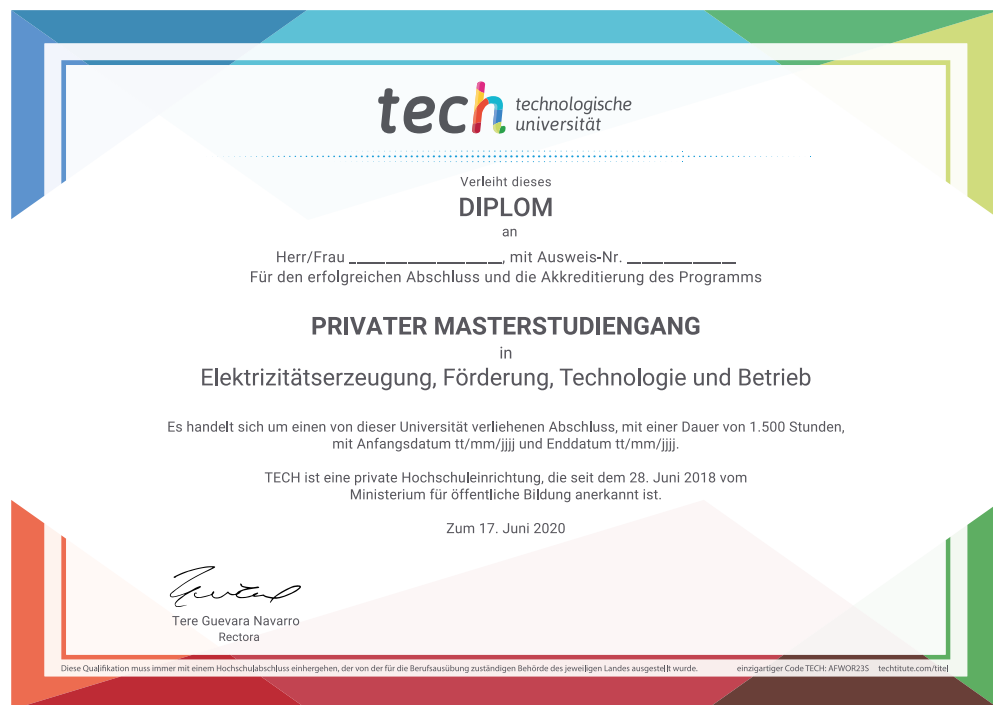 tech technologische
universität
Verleiht dieses
DIPLOM
an
Herr/Frau ____________________, mit Ausweis-Nr. ______________
Für den erfolgreichen Abschluss und die Akkreditierung des Programms
PRIVATER MASTERSTUDIENGANG
in
Elektrizitätserzeugung, Förderung, Technologie und Betrieb
Es handelt sich um einen von dieser Universität verliehenen Abschluss, mit einer Dauer von 1.500 Stunden,
mit Anfangsdatum tt/mm/jjjj und Enddatum tt/mm/jjjj.
TECH ist eine private Hochschuleinrichtung, die seit dem 28. Juni 2018 vom
Ministerium für öffentliche Bildung anerkannt ist.
Zum 17. Juni 2020
Tere Guevara Navarro
Rectora
Diese Qualifikation muss immer mit einem Hochschulabschluss einhergehen, der von der für die Berufsausübung zuständigen Behörde des jeweiligen Landes ausgestellt wurde. einzigartiger Code TECH: AFWOR23S techtitute.com/titel